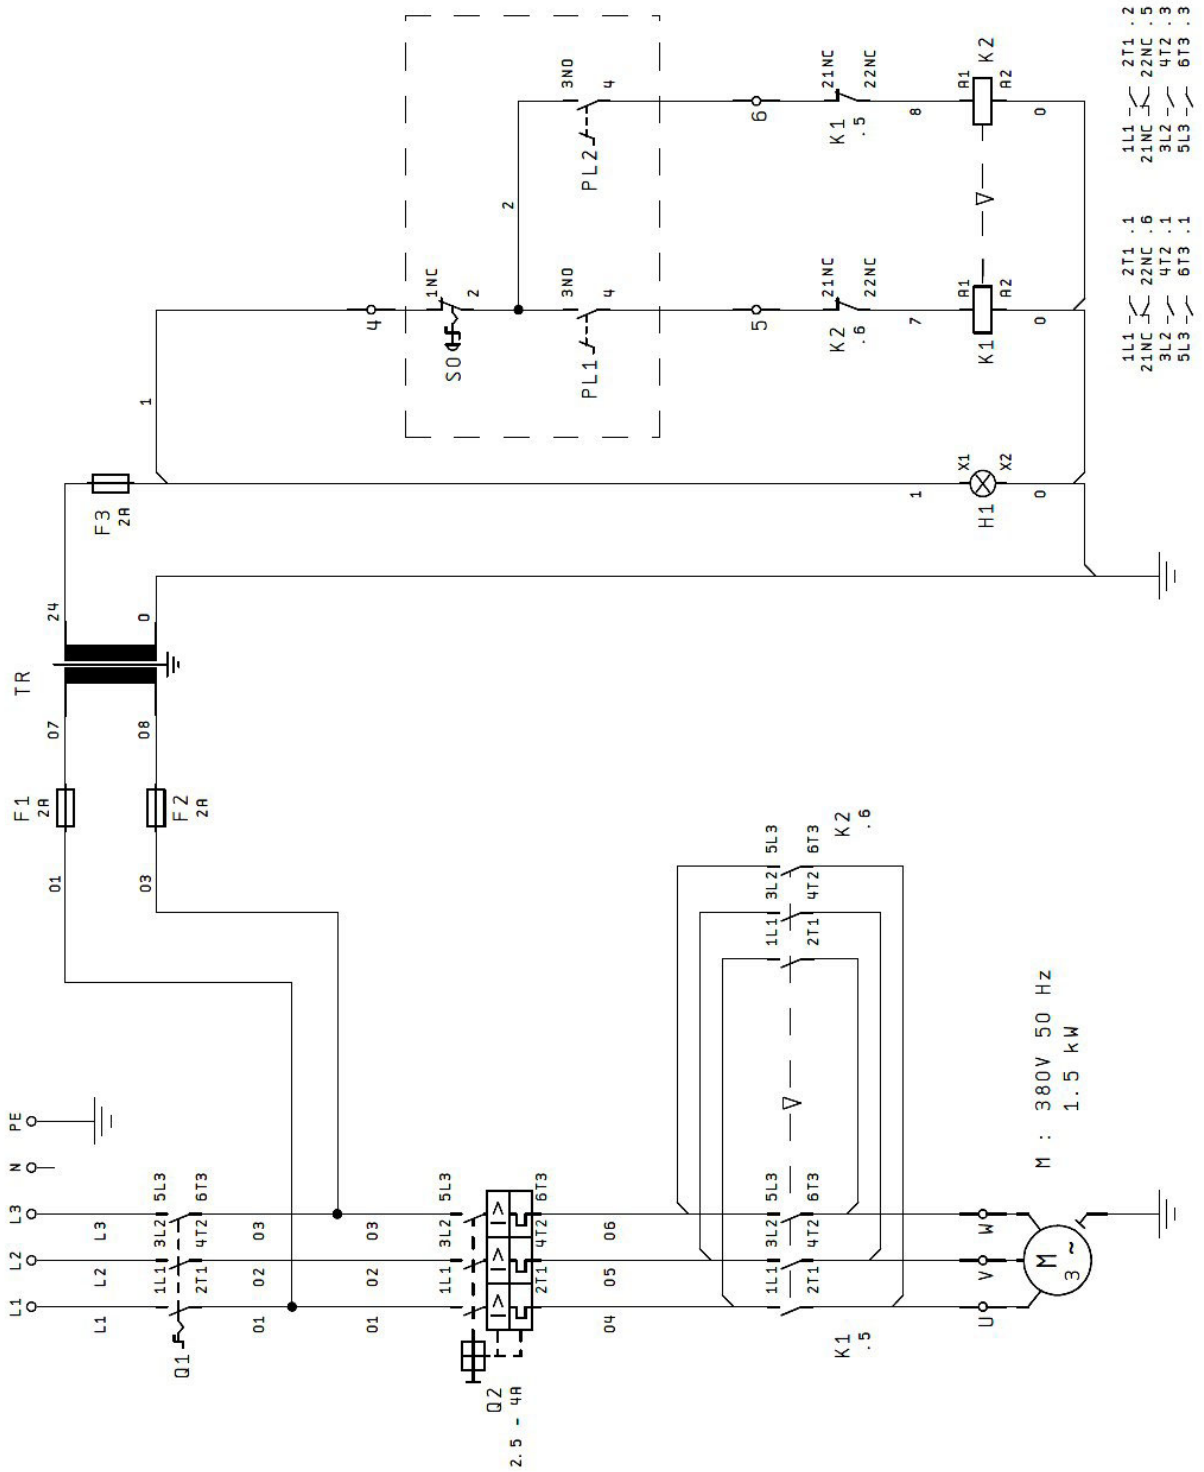 L1
L2
L3
N
PE
L1
L2
L3
Q1
1L1
3L2
5L3
2T1
4T2
6T3
01
02
03
01
02
03
1L1
3L2
5L3
Q2
2.5 - 4A
2T1
4T2
6T3
04
05
06
K1
.5
1L1
3L2
5L3
2T1
4T2
6T3
1L1
3L2
5L3
2T1
4T2
6T3
K2
.6
U
V
W
M
3 ~
M : 380V 50 Hz
1.5 kW
01
03
F1
2A
F2
2A
07
08
TR
24
0
F3
2A
1
1
X1
H1
X2
0
4
S0
1NC
2
2
PL1
3NO
4
PL2
3NO
4
5
6
K2
.6
21NC
22NC
K1
.5
21NC
22NC
7
8
K1
A1
A2
K2
A1
A2
0
0
1L1 2T1 .1
21NC 22NC .6
3L2 4T2 .1
5L3 6T3 .1
1L1 2T1 .2
21NC 22NC .5
3L2 4T2 .3
5L3 6T3 .3